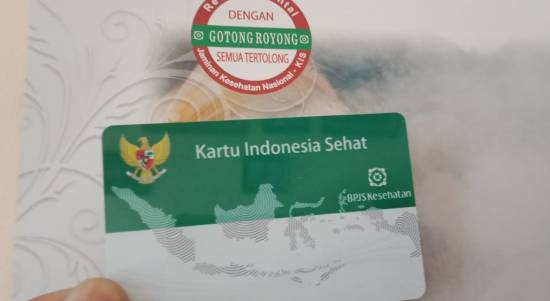 DENGAN
GOTONG ROYONG
SEMUA TERTOLONG
Jaminan Kesehatan Nasional - KIS
Kartu Indonesia Sehat
BPJS Kesehatan